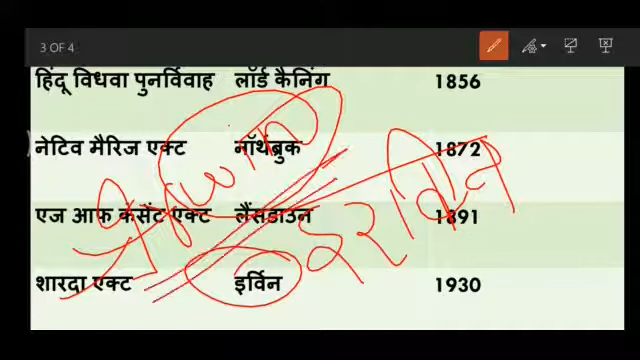 3 OF 4
हिंदू विधवा पुनर्विवाह लॉर्ड कैनिंग 1856
नेटिव मैरिज एक्ट नॉर्थब्रुक 1872
एज आफ कंसेंट एक्ट लैंसडाउन 1891
शारदा एक्ट इर्विन 1930
इरविन